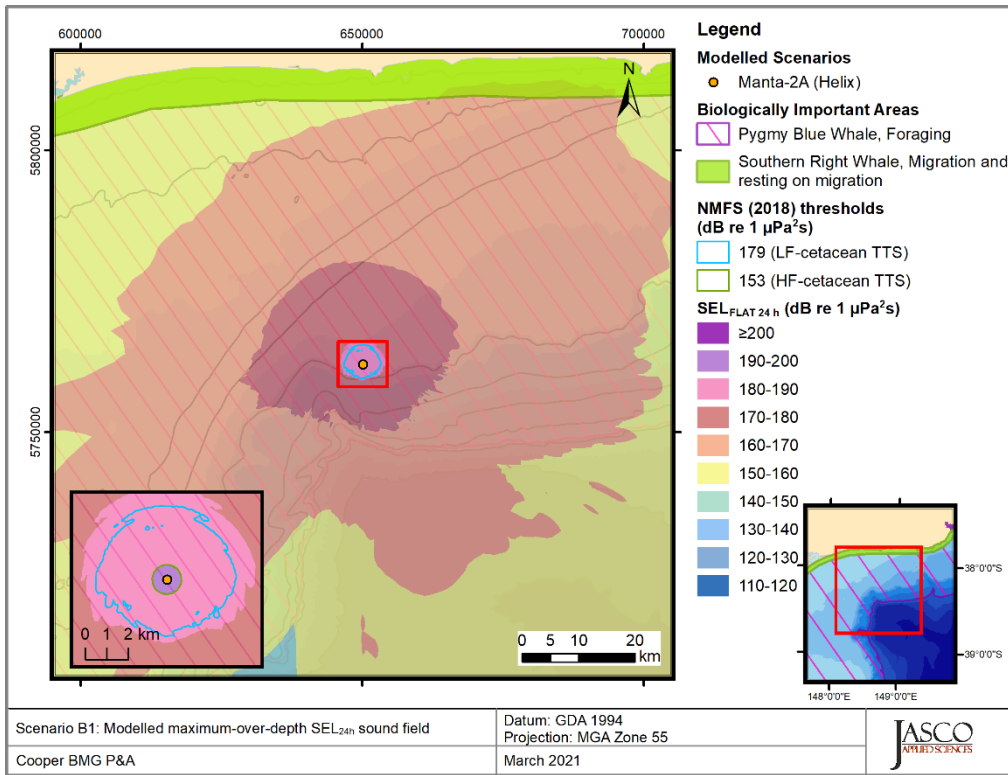 600000
650000
700000
5800000
5750000
N
0 1 2 km
0 5 10 20
km
Legend
Modelled Scenarios
Manta-2A (Helix)
Biologically Important Areas
Pygmy Blue Whale, Foraging
Southern Right Whale, Migration and
resting on migration
NMFS (2018) thresholds
(dB re 1 µPa²s)
179 (LF-cetacean TTS)
153 (HF-cetacean TTS)
SEL_FLAT 24 h (dB re 1 µPa²s)
≥200
190-200
180-190
170-180
160-170
150-160
140-150
130-140
120-130
110-120
38°0'0"S
39°0'0"S
148°0'0"E
149°0'0"E
Scenario B1: Modelled maximum-over-depth SEL24h sound field
Datum: GDA 1994
Projection: MGA Zone 55
Cooper BMG P&A
March 2021
JASCO
APPLIED SCIENCES